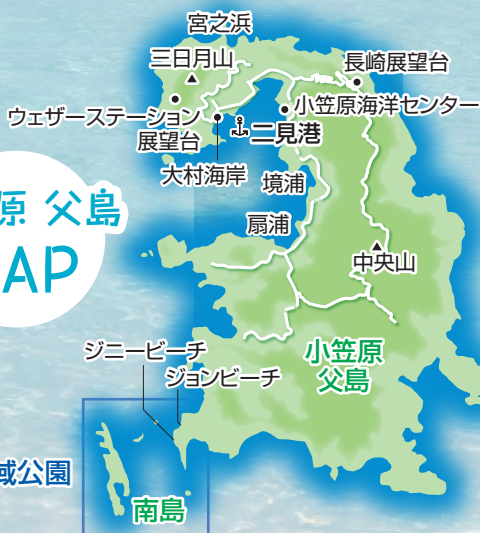 宮之浜
三日月山
長崎展望台
ウェザーステーション
展望台
小笠原海洋センター
二見港
大村海岸
境浦
扇浦
原 父島
AP
中央山
ジニービーチ
ジョンビーチ
小笠原
父島
域公園
南島